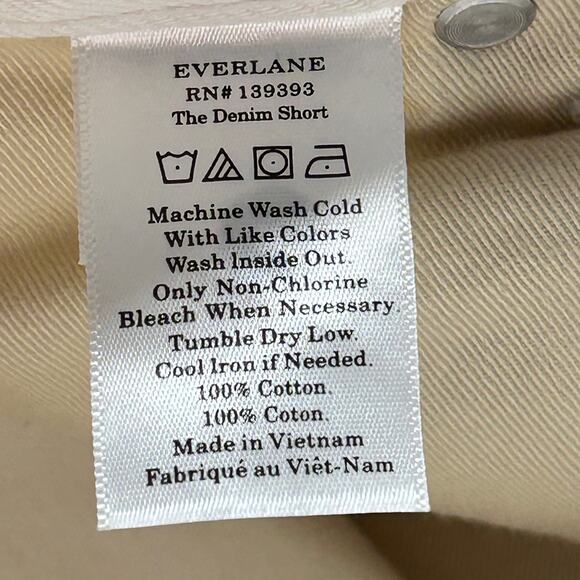 EVERLANE
RN# 139393
The Denim Short
Machine Wash Cold
With Like Colors
Wash Inside Out.
Only Non-Chlorine
Bleach When Necessary.
Tumble Dry Low.
Cool Iron if Needed.
100% Cotton.
100% Coton.
Made in Vietnam
Fabriqué au Viêt-Nam